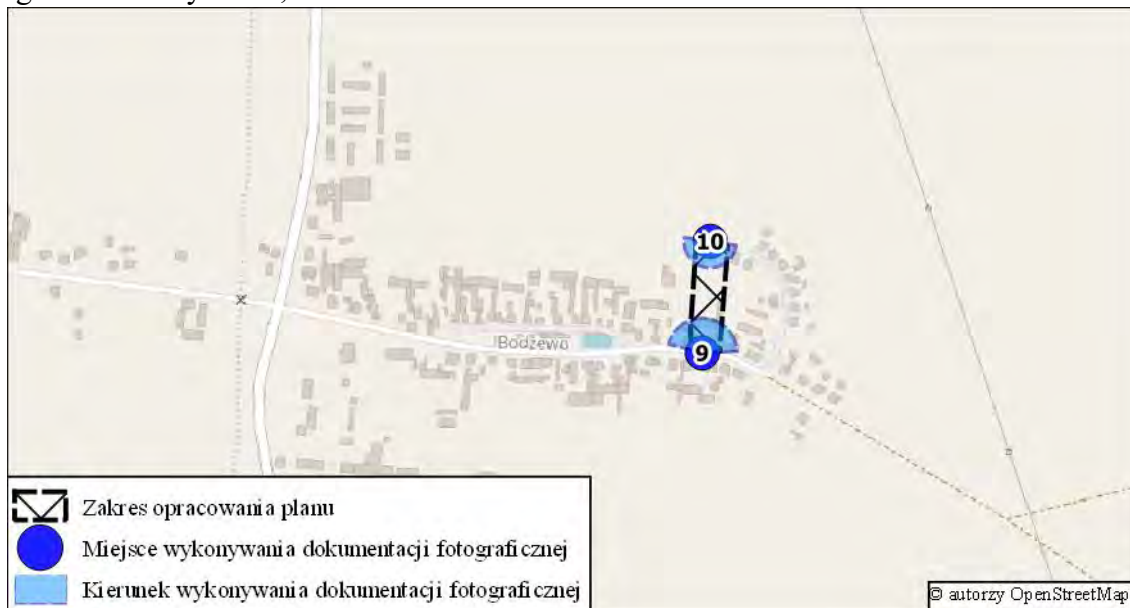 10
Bodzewo
9
Zakres opracowania planu
Miejsce wykonywania dokumentacji fotograficznej
Kierunek wykonywania dokumentacji fotograficznej
© autorzy OpenStreetMap